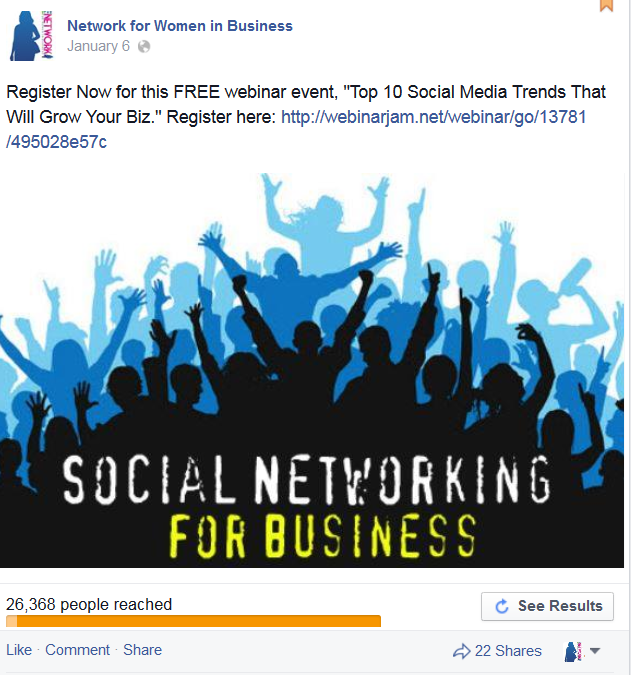 NETWORK
Network for Women in Business
January 6
Register Now for this FREE webinar event, "Top 10 Social Media Trends That
Will Grow Your Biz." Register here: http://webinarjam.net/webinar/go/13781
/495028e57c
SOCIAL NETWORKING
FOR BUSINESS
26,368 people reached
See Results
Like · Comment · Share
22 Shares